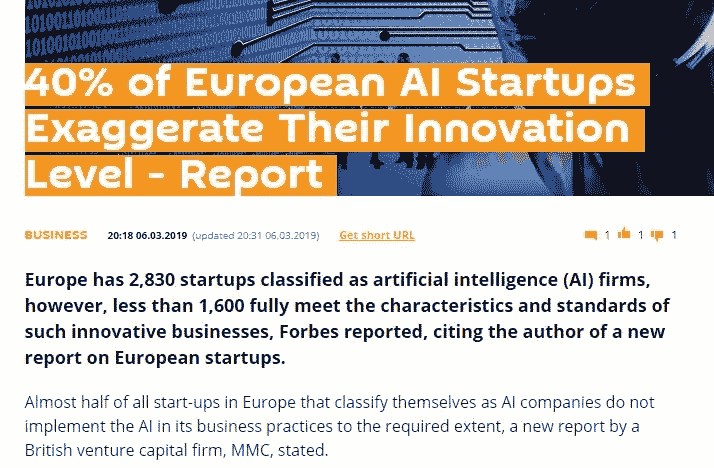 40% of European AI Startups
Exaggerate Their Innovation
Level - Report
BUSINESS 20:18 06.03.2019 (updated 20:31 06.03.2019) Get short URL 1 1 1
Europe has 2,830 startups classified as artificial intelligence (AI) firms,
however, less than 1,600 fully meet the characteristics and standards of
such innovative businesses, Forbes reported, citing the author of a new
report on European startups.
Almost half of all start-ups in Europe that classify themselves as AI companies do not
implement the AI in its business practices to the required extent, a new report by a
British venture capital firm, MMC, stated.